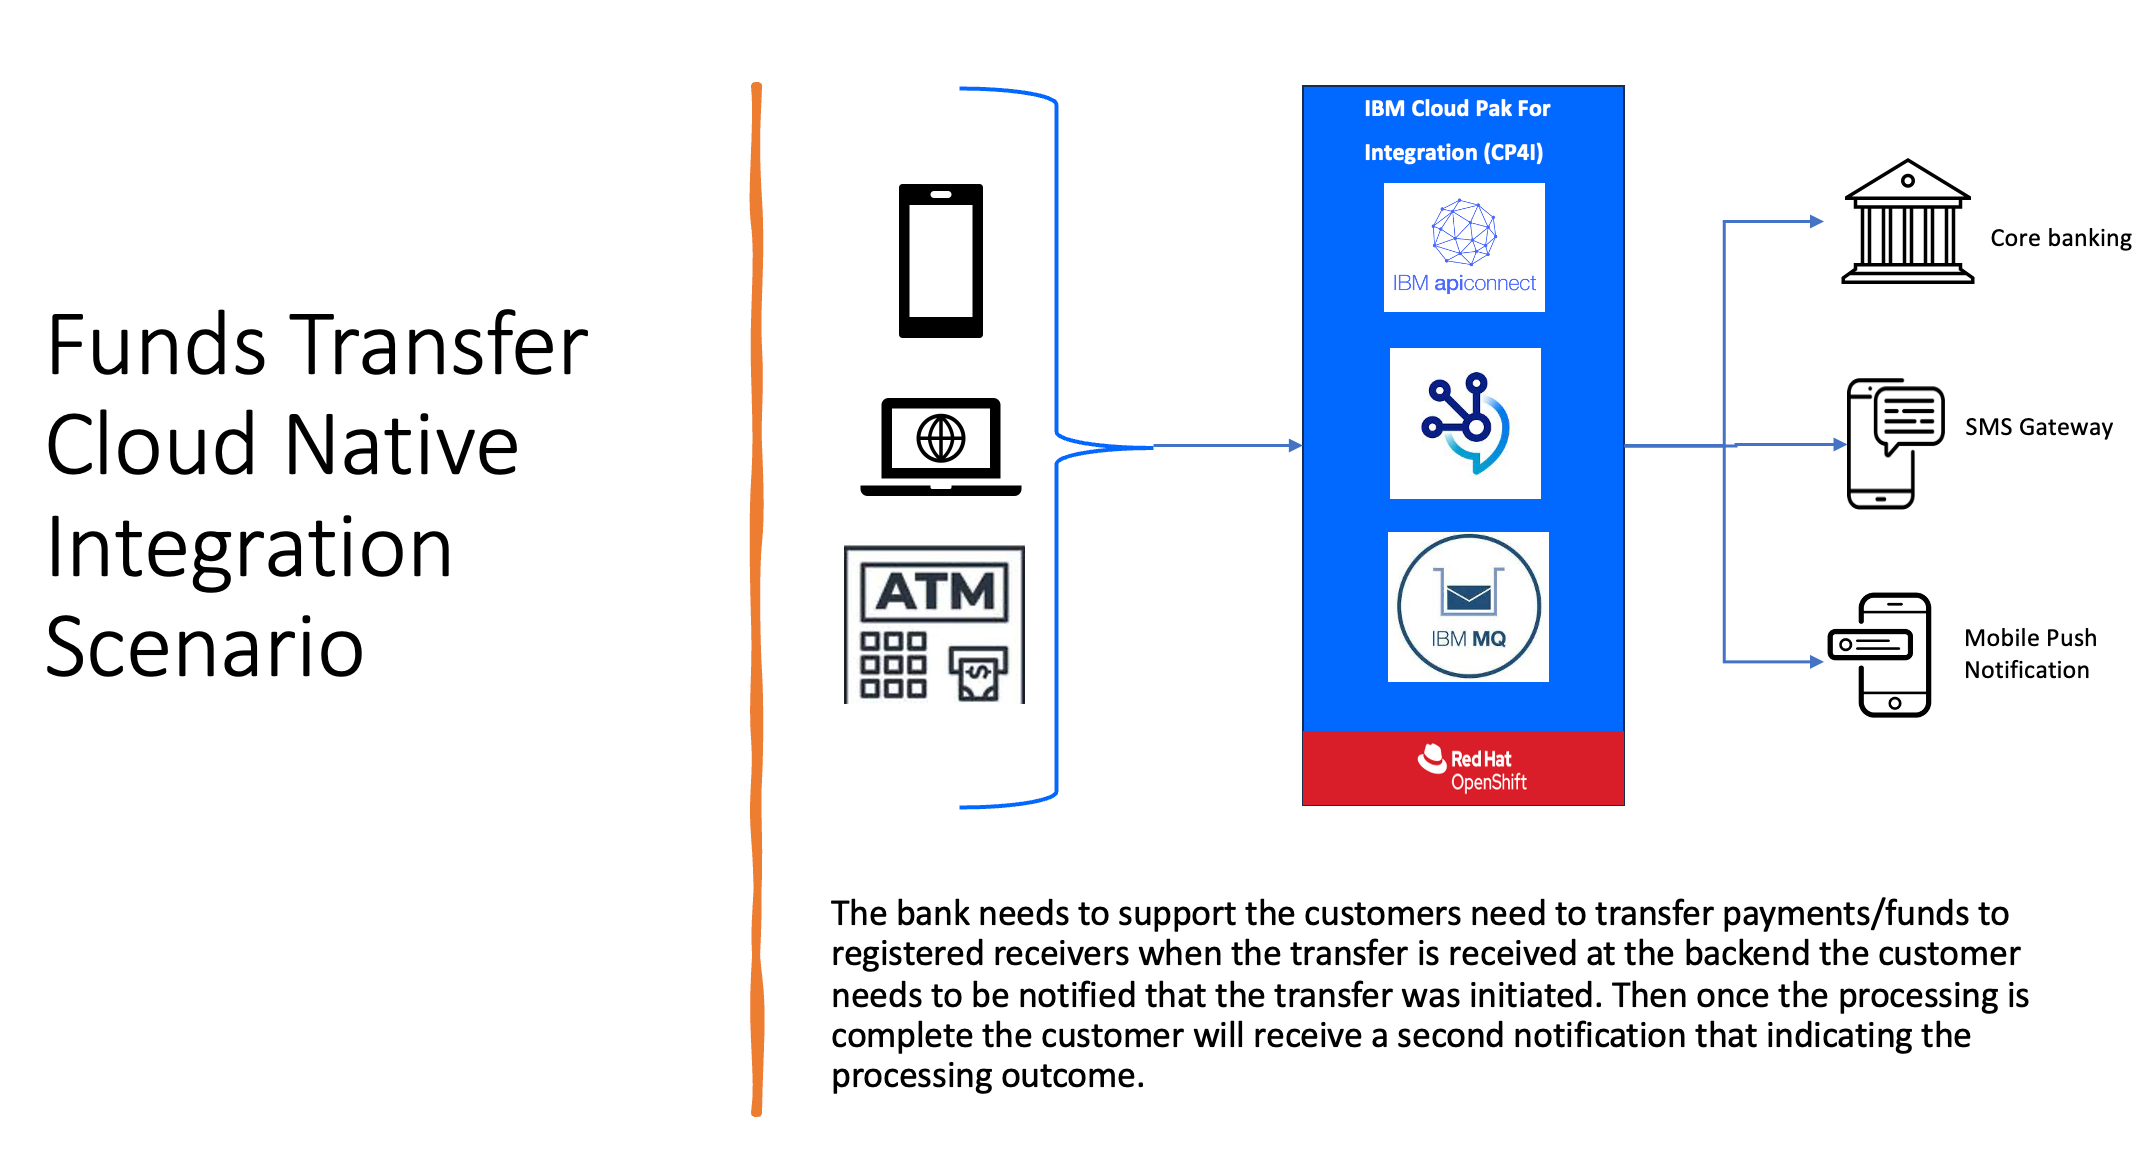 Funds Transfer
Cloud Native
Integration
Scenario
IBM Cloud Pak For
Integration (CP4I)
IBM apiconnect
IBM MQ
Red Hat
OpenShift
ATM
$
Core banking
SMS Gateway
Mobile Push
Notification
The bank needs to support the customers need to transfer payments/funds to
registered receivers when the transfer is received at the backend the customer
needs to be notified that the transfer was initiated. Then once the processing is
complete the customer will receive a second notification that indicating the
processing outcome.